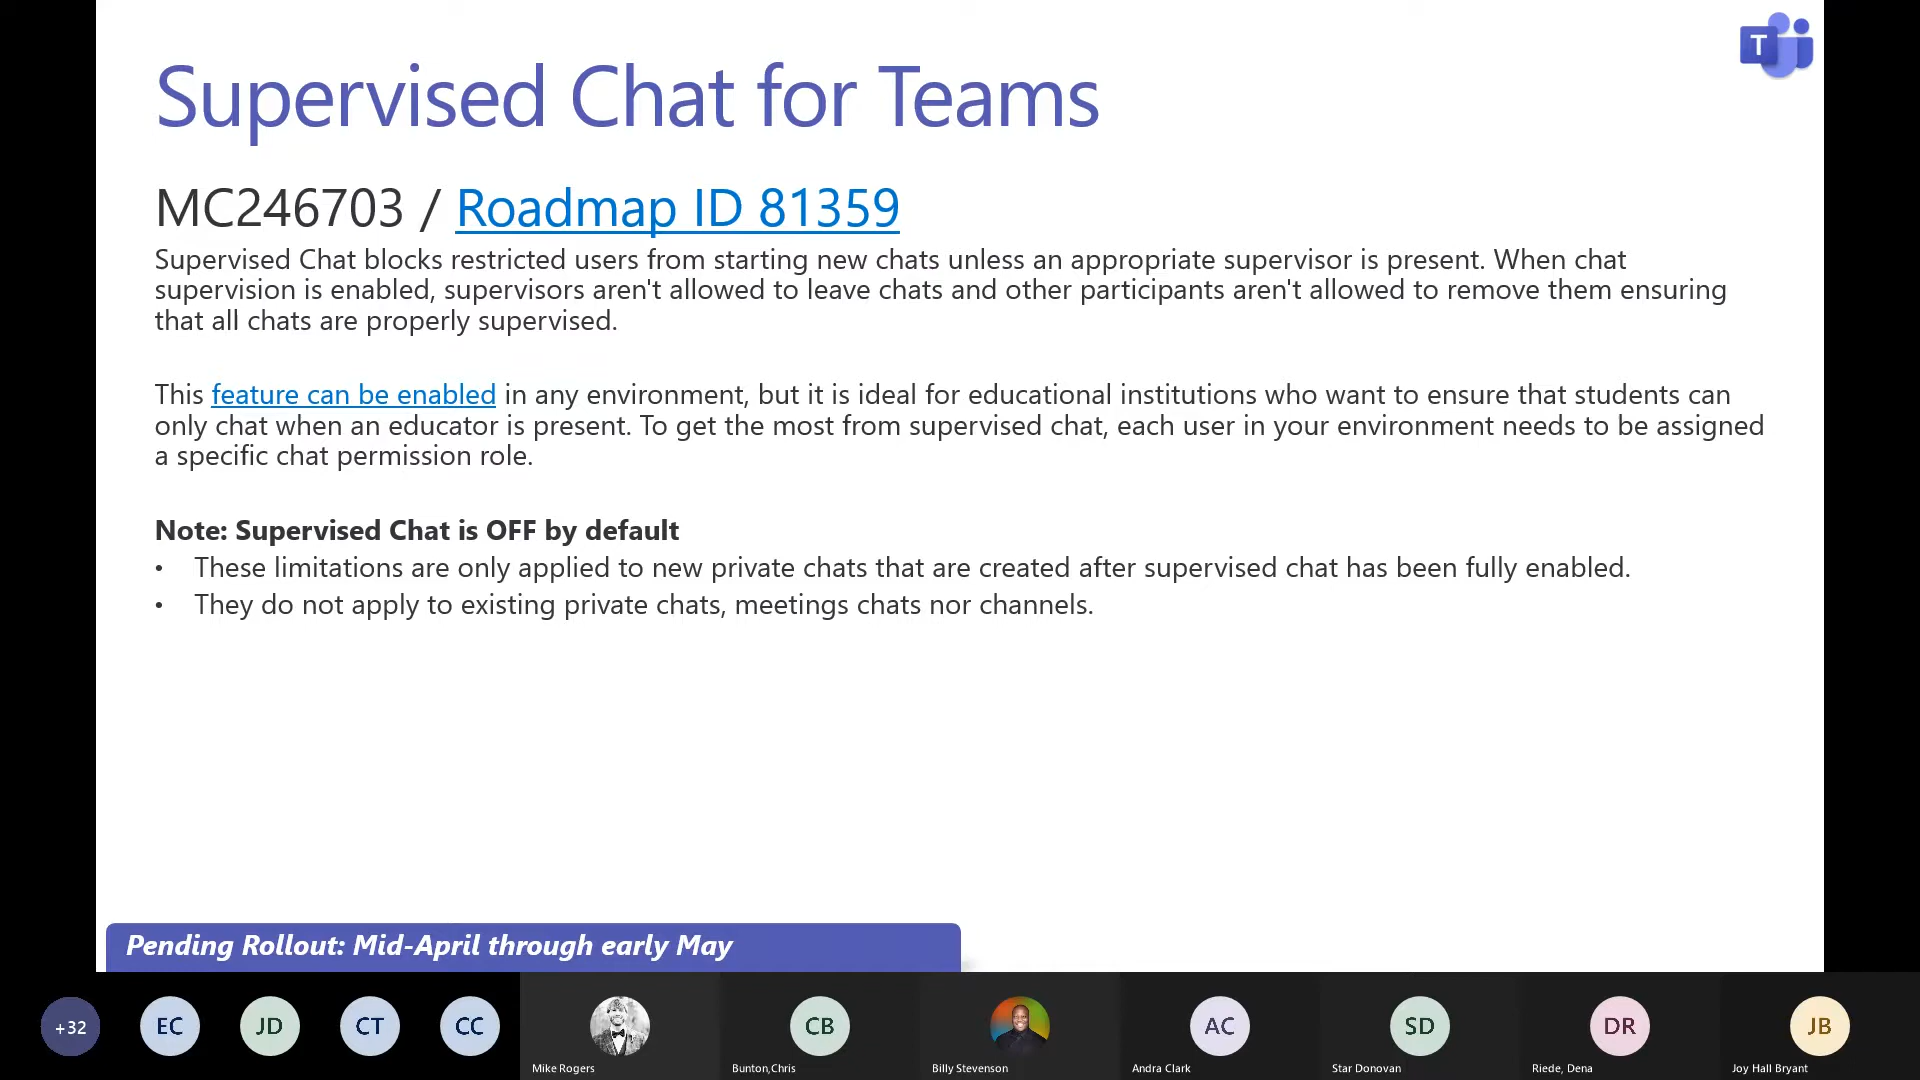 T
Supervised Chat for Teams
MC246703 / Roadmap ID 81359
Supervised Chat blocks restricted users from starting new chats unless an appropriate supervisor is present. When chat
supervision is enabled, supervisors aren't allowed to leave chats and other participants aren't allowed to remove them ensuring
that all chats are properly supervised.
This feature can be enabled in any environment, but it is ideal for educational institutions who want to ensure that students can
only chat when an educator is present. To get the most from supervised chat, each user in your environment needs to be assigned
a specific chat permission role.
Note: Supervised Chat is OFF by default
• These limitations are only applied to new private chats that are created after supervised chat has been fully enabled.
• They do not apply to existing private chats, meetings chats nor channels.
Pending Rollout: Mid-April through early May
+32 EC JD CT CC CB AC SD DR JB
Mike Rogers Bunton,Chris Billy Stevenson Andra Clark Star Donovan Riede, Dena Joy Hall Bryant